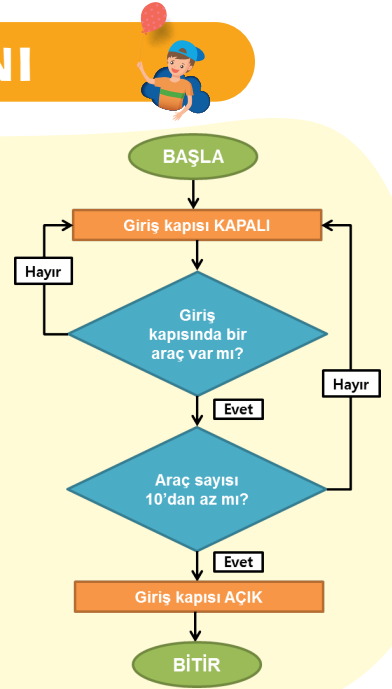 NI
BAŞLA
Giriş kapısı KAPALI
Hayır
Giriş
kapısında bir
araç var mı?
Hayır
Evet
Araç sayısı
10'dan az mı?
Evet
Giriş kapısı AÇIK
BİTİR